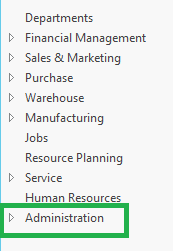 Departments
Financial Management
Sales & Marketing
Purchase
Warehouse
Manufacturing
Jobs
Resource Planning
Service
Human Resources
Administration